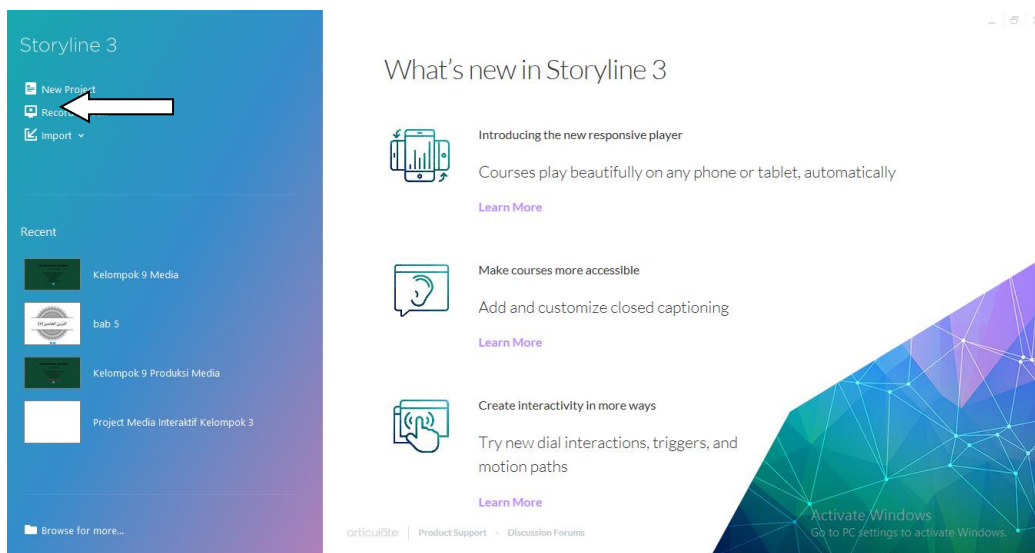 Storyline 3
New Project
Record
Import
Recent
Kelompok 9 Media
bab 5
Kelompok 9 Produksi Media
Project Media Interaktif Kelompok 3
Browse for more...
What's new in Storyline 3
Introducing the new responsive player
Courses play beautifully on any phone or tablet, automatically
Learn More
Make courses more accessible
Add and customize closed captioning
Learn More
Create interactivity in more ways
Try new dial interactions, triggers, and
motion paths
Learn More
articulate Product Support · Discussion Forums
Activate Windows
Go to PC settings to activate Windows.